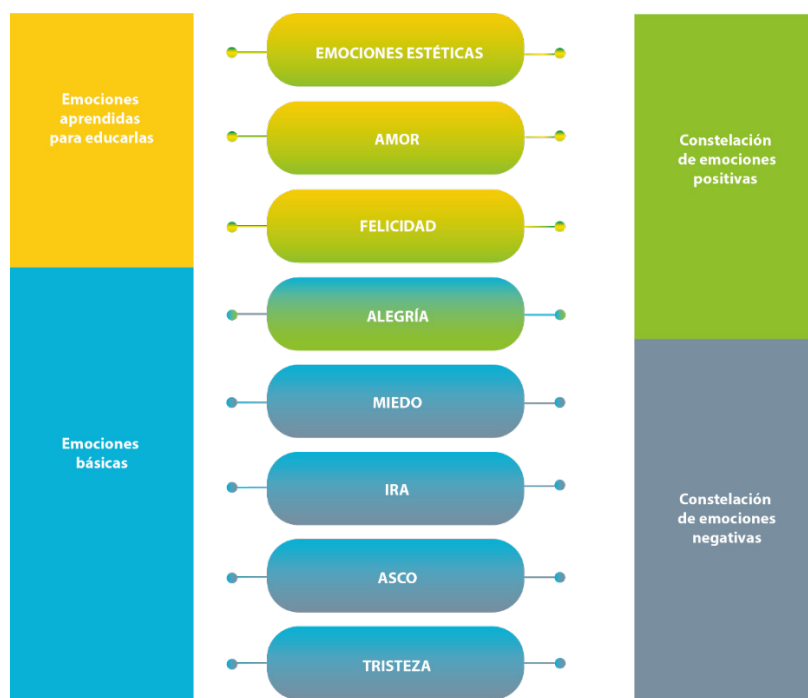 Emociones
aprendidas
para educarlas
Emociones
básicas
EMOCIONES ESTÉTICAS
AMOR
FELICIDAD
ALEGRÍA
MIEDO
IRA
ASCO
TRISTEZA
Constelación
de emociones
positivas
Constelación
de emociones
negativas